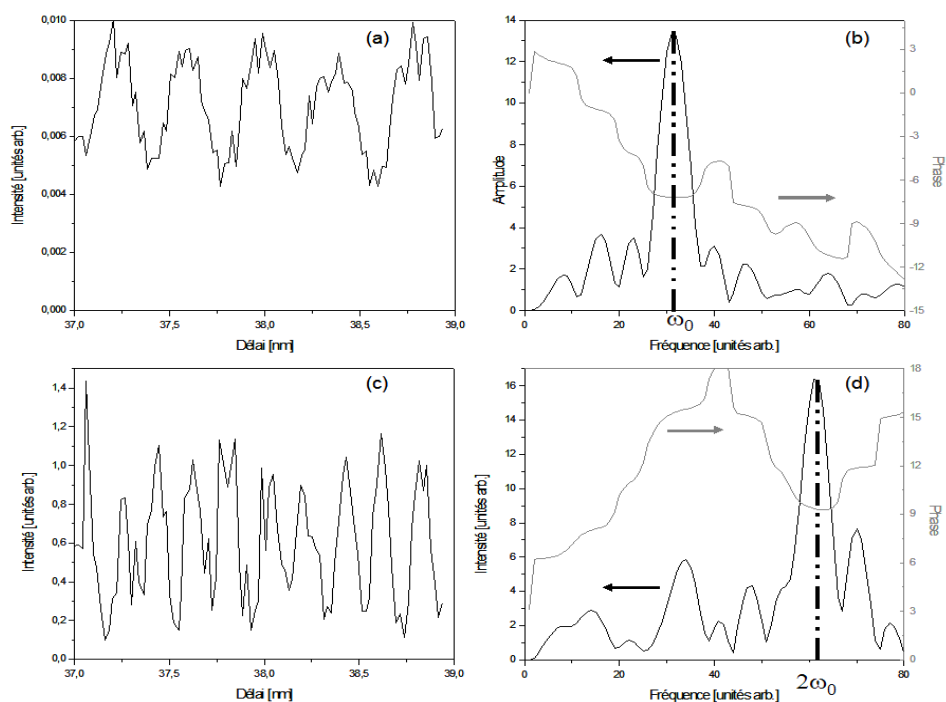 (a)
0,010
0,008
0,006
0,004
0,002
0,000
Intensité [unités arb.]
37,0 37,5 38,0 38,5 39,0
Délai [nm]
(b)
14
12
10
8
6
4
2
0
Amplitude
3
0
-3
-6
-9
-12
-15
Phase
0 20 40 60 80
ω0
Fréquence [unités arb.]
(c)
1,4
1,2
1,0
0,8
0,6
0,4
0,2
0,0
Intensité [unités arb.]
37,0 37,5 38,0 38,5 39,0
Délai [nm]
(d)
16
14
12
10
8
6
4
2
0
Intensité [unités arb.]
18
15
12
9
6
3
0
Phase
0 20 40 60 80
2ω0
Fréquence [unités arb.]